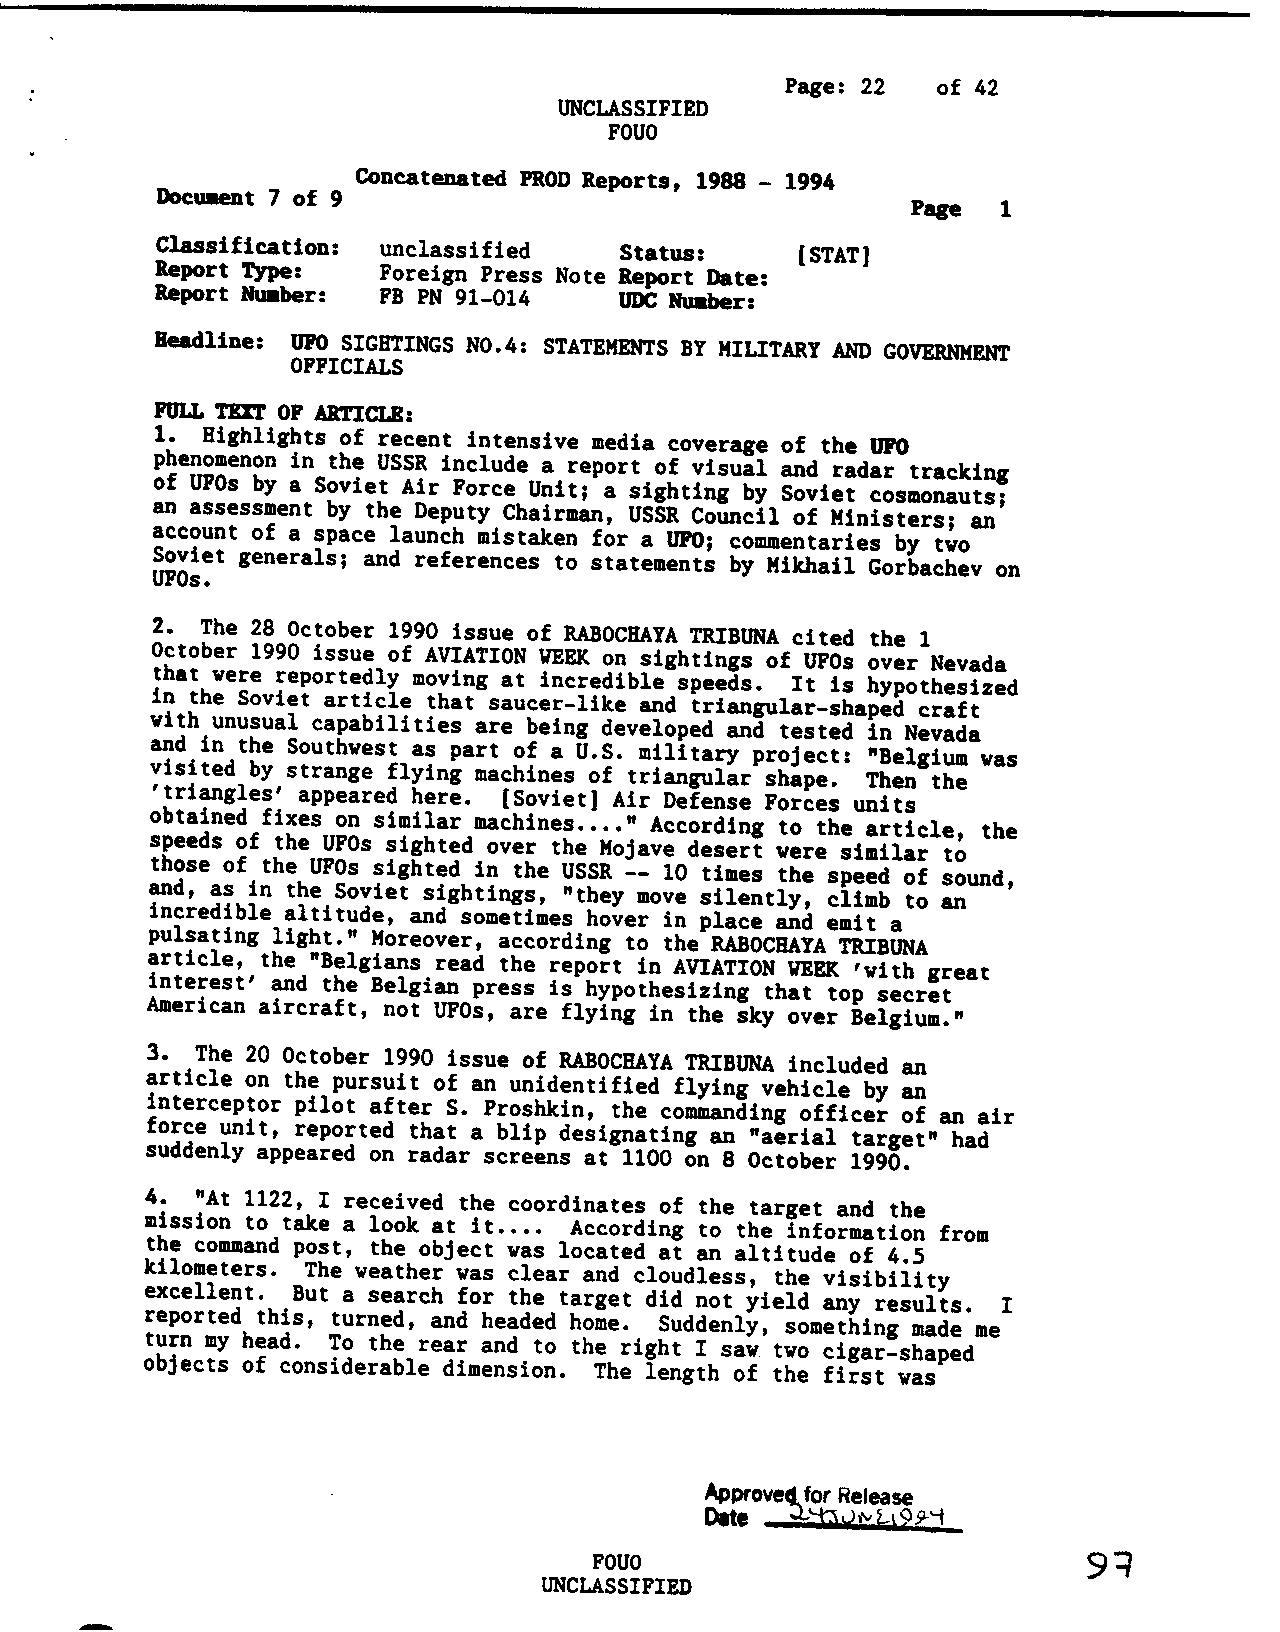 Page: 22 of 42
UNCLASSIFIED
FOUO
Concatenated PROD Reports, 1988 - 1994
Document 7 of 9
Page 1
Classification: unclassified Status: [STAT]
Report Type: Foreign Press Note Report Date:
Report Number: FB PN 91-014 UDC Number:
Headline: UFO SIGHTINGS NO.4: STATEMENTS BY MILITARY AND GOVERNMENT
OFFICIALS
FULL TEXT OF ARTICLE:
1. Highlights of recent intensive media coverage of the UFO
phenomenon in the USSR include a report of visual and radar tracking
of UFOs by a Soviet Air Force Unit; a sighting by Soviet cosmonauts;
an assessment by the Deputy Chairman, USSR Council of Ministers; an
account of a space launch mistaken for a UFO; commentaries by two
Soviet generals; and references to statements by Mikhail Gorbachev on
UFOs.
2. The 28 October 1990 issue of RABOCHAYA TRIBUNA cited the 1
October 1990 issue of AVIATION WEEK on sightings of UFOs over Nevada
that were reportedly moving at incredible speeds. It is hypothesized
in the Soviet article that saucer-like and triangular-shaped craft
with unusual capabilities are being developed and tested in Nevada
and in the Southwest as part of a U.S. military project: "Belgium was
visited by strange flying machines of triangular shape. Then the
'triangles' appeared here. [Soviet] Air Defense Forces units
obtained fixes on similar machines...." According to the article, the
speeds of the UFOs sighted over the Mojave desert were similar to
those of the UFOs sighted in the USSR -- 10 times the speed of sound,
and, as in the Soviet sightings, "they move silently, climb to an
incredible altitude, and sometimes hover in place and emit a
pulsating light." Moreover, according to the RABOCHAYA TRIBUNA
article, the "Belgians read the report in AVIATION WEEK 'with great
interest' and the Belgian press is hypothesizing that top secret
American aircraft, not UFOs, are flying in the sky over Belgium."
3. The 20 October 1990 issue of RABOCHAYA TRIBUNA included an
article on the pursuit of an unidentified flying vehicle by an
interceptor pilot after S. Proshkin, the commanding officer of an air
force unit, reported that a blip designating an "aerial target" had
suddenly appeared on radar screens at 1100 on 8 October 1990.
4. "At 1122, I received the coordinates of the target and the
mission to take a look at it.... According to the information from
the command post, the object was located at an altitude of 4.5
kilometers. The weather was clear and cloudless, the visibility
excellent. But a search for the target did not yield any results. I
reported this, turned, and headed home. Suddenly, something made me
turn my head. To the rear and to the right I saw two cigar-shaped
objects of considerable dimension. The length of the first was
Approved for Release
Date 24 JUNE 1994
FOUO
UNCLASSIFIED
97